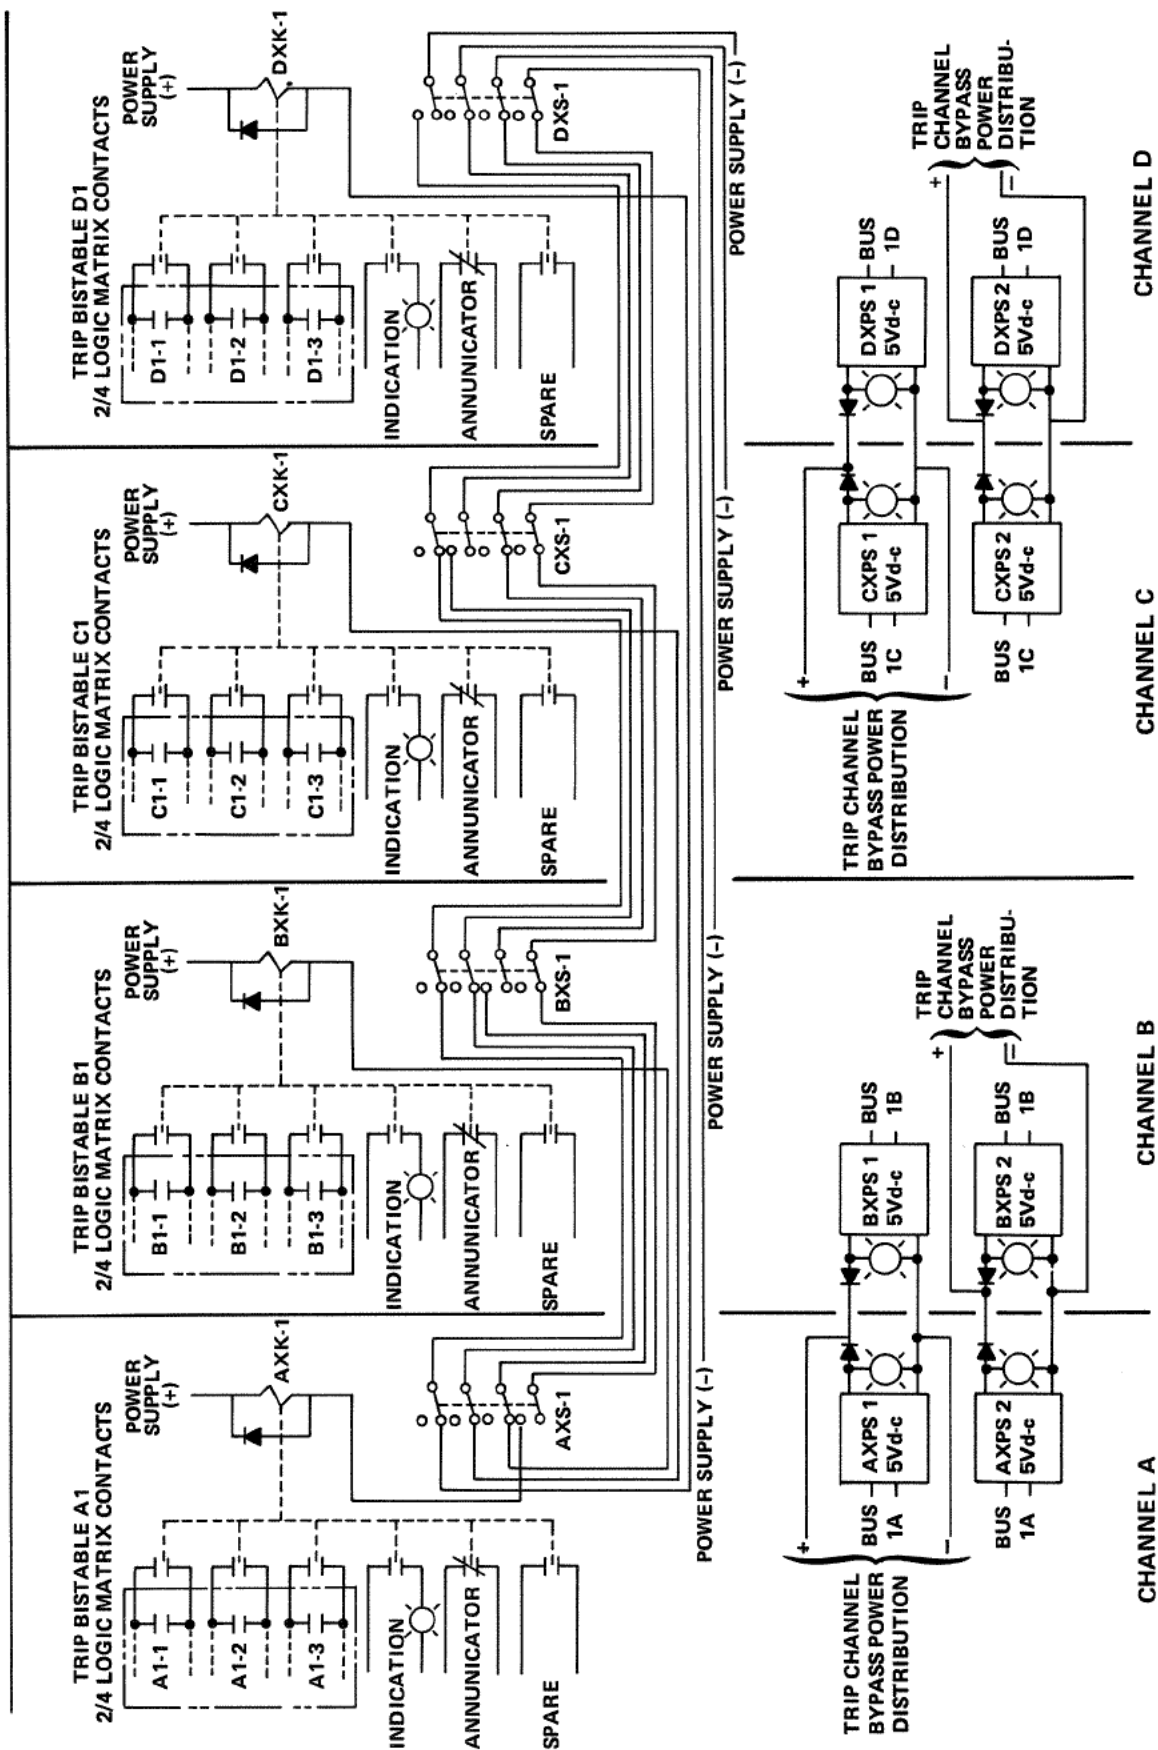 TRIP BISTABLE A1
2/4 LOGIC MATRIX CONTACTS
POWER
SUPPLY
(+)
AXK-1
A1-1
A1-2
A1-3
INDICATION
ANNUNICATOR
SPARE
AXS-1
TRIP BISTABLE B1
2/4 LOGIC MATRIX CONTACTS
POWER
SUPPLY
(+)
BXK-1
B1-1
B1-2
B1-3
INDICATION
ANNUNICATOR
SPARE
BXS-1
TRIP BISTABLE C1
2/4 LOGIC MATRIX CONTACTS
POWER
SUPPLY
(+)
CXK-1
C1-1
C1-2
C1-3
INDICATION
ANNUNICATOR
SPARE
CXS-1
TRIP BISTABLE D1
2/4 LOGIC MATRIX CONTACTS
POWER
SUPPLY
(+)
DXK-1
D1-1
D1-2
D1-3
INDICATION
ANNUNICATOR
SPARE
DXS-1
POWER SUPPLY (-)
POWER SUPPLY (-)
POWER SUPPLY (-)
POWER SUPPLY (-)
TRIP CHANNEL
BYPASS POWER
DISTRIBUTION
+
-
BUS
1A
AXPS 1
5Vd-c
BXPS 1
5Vd-c
BUS
1B
BUS
1A
AXPS 2
5Vd-c
BXPS 2
5Vd-c
BUS
1B
+
-
TRIP
CHANNEL
BYPASS
POWER
DISTRIBU-
TION
TRIP CHANNEL
BYPASS POWER
DISTRIBUTION
+
-
BUS
1C
CXPS 1
5Vd-c
DXPS 1
5Vd-c
BUS
1D
BUS
1C
CXPS 2
5Vd-c
DXPS 2
5Vd-c
BUS
1D
+
-
TRIP
CHANNEL
BYPASS
POWER
DISTRIBU-
TION
CHANNEL A
CHANNEL B
CHANNEL C
CHANNEL D